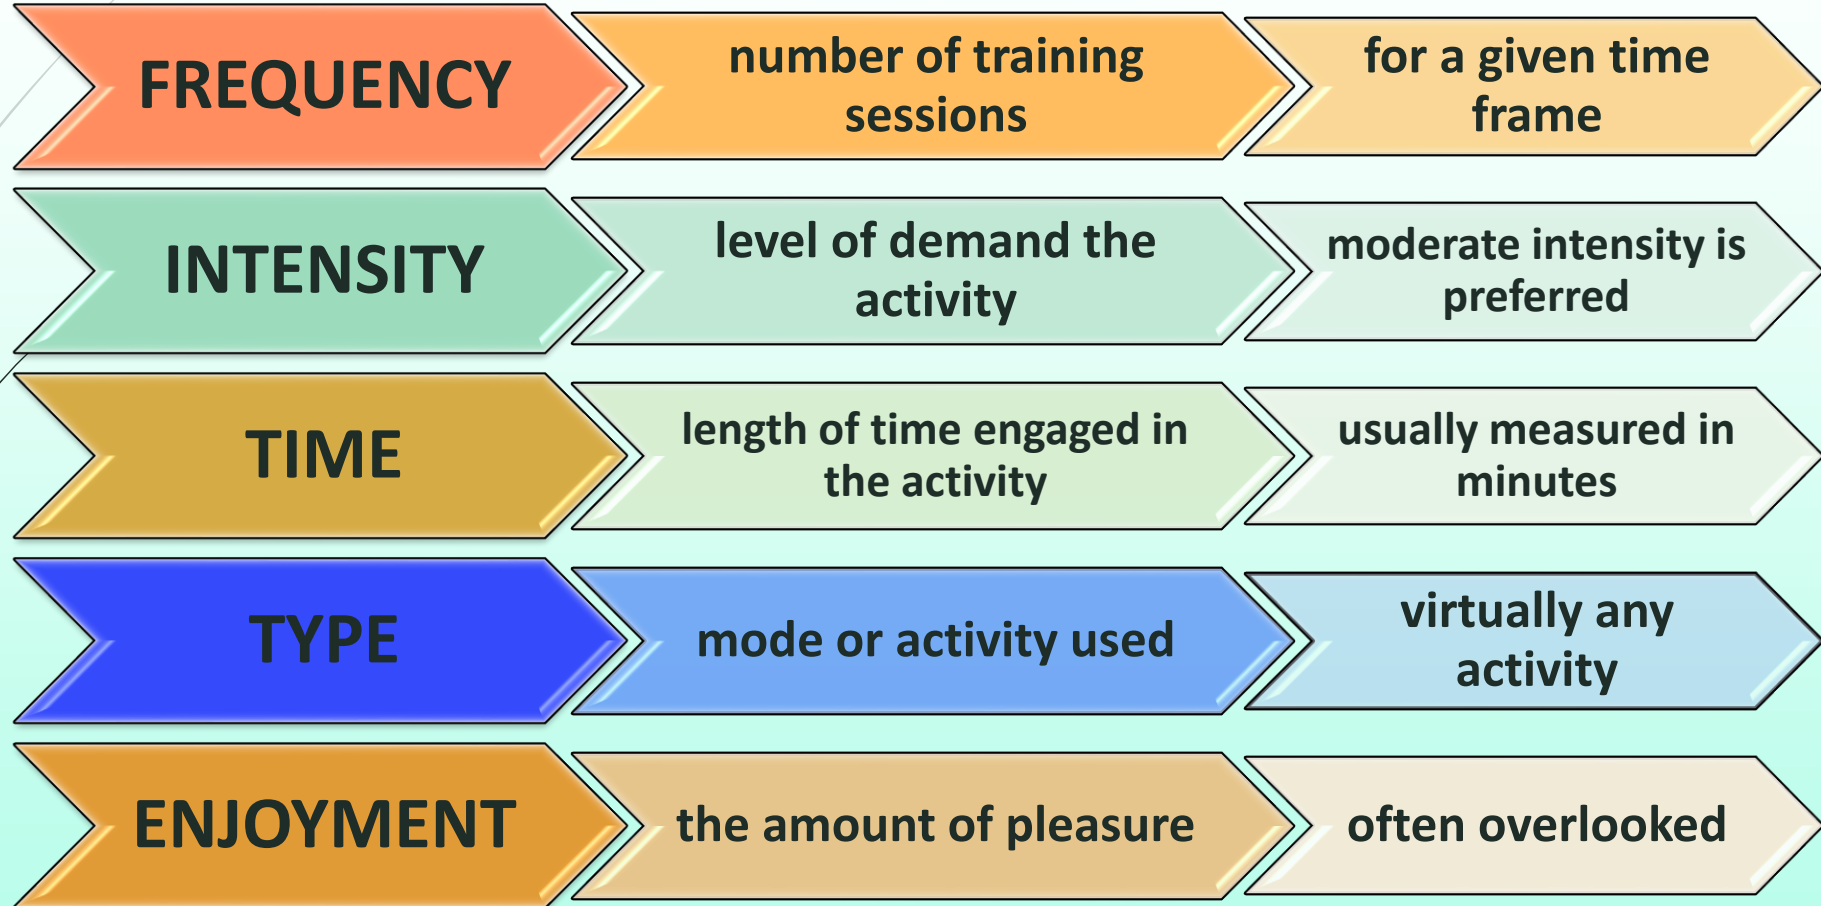 FREQUENCY
number of training
sessions
for a given time
frame
INTENSITY
level of demand the
activity
moderate intensity is
preferred
TIME
length of time engaged in
the activity
usually measured in
minutes
TYPE
mode or activity used
virtually any
activity
ENJOYMENT
the amount of pleasure
often overlooked